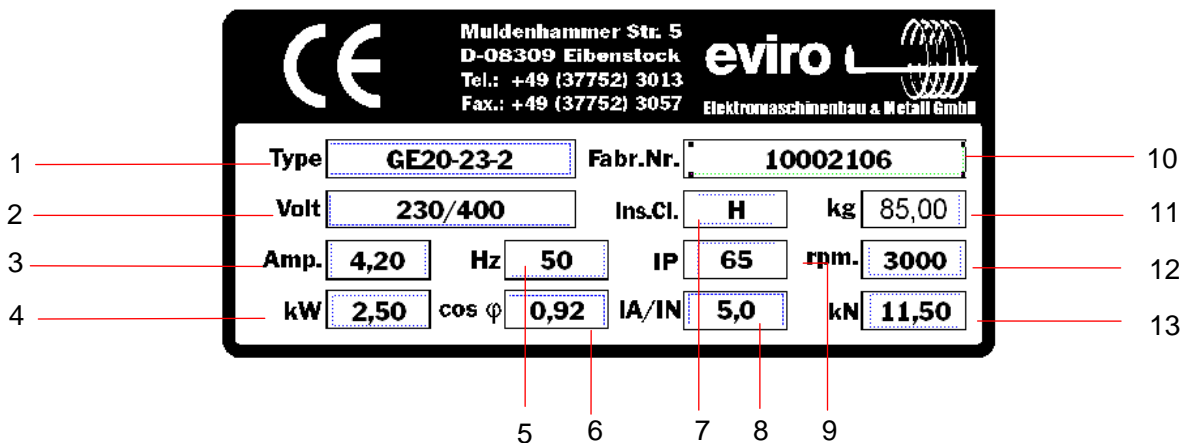 Muldenhammer Str. 5
D-08309 Eibenstock
Tel.: +49 (37752) 3013
Fax.: +49 (37752) 3057
CE
eviro
Elektromaschinenbau & Metall GmbH
1 Type GE20-23-2 Fabr.Nr. 10002106 10
2 Volt 230/400 Ins.Cl. H kg 85,00 11
3 Amp. 4,20 Hz 50 IP 65 rpm. 3000 12
4 kW 2,50 cos φ 0,92 IA/IN 5,0 kN 11,50 13
5 6 7 8 9